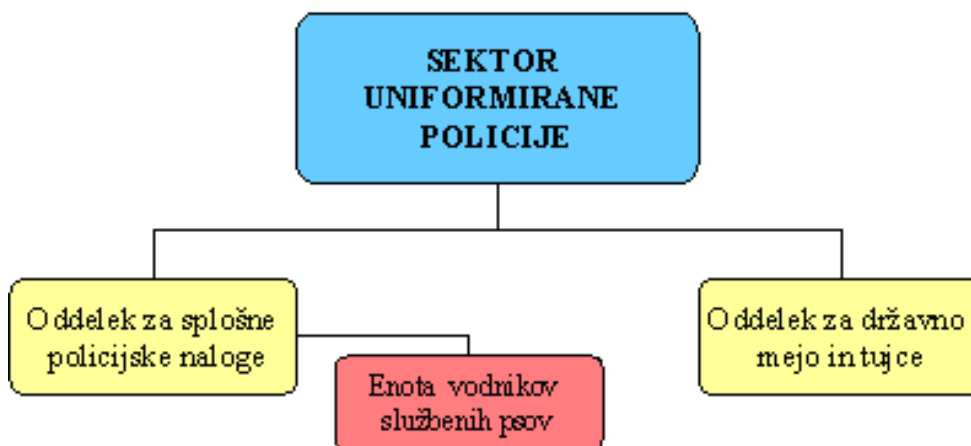 SEKTOR
UNIFORMIRANE
POLICIJE
Oddelek za splošne
policijske naloge
Oddelek za državno
mejo in tujce
Enota vodnikov
službenih psov